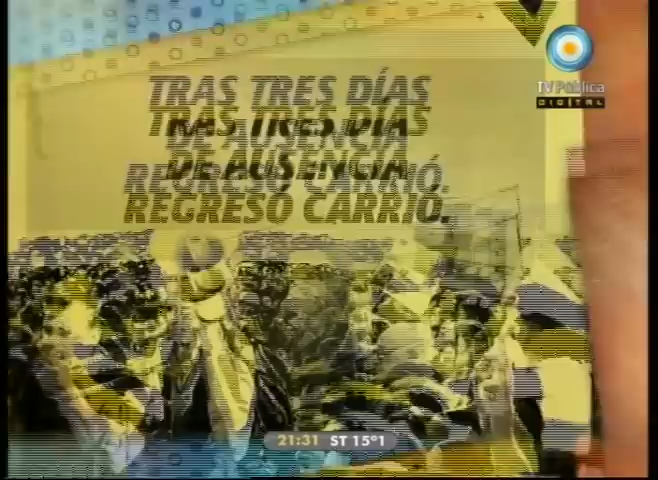 TV Pública
DIGITAL
TRAS TRES DÍAS
DE AUSENCIA
REGRESÓ CARRIÓ.
21:31 ST 15°1